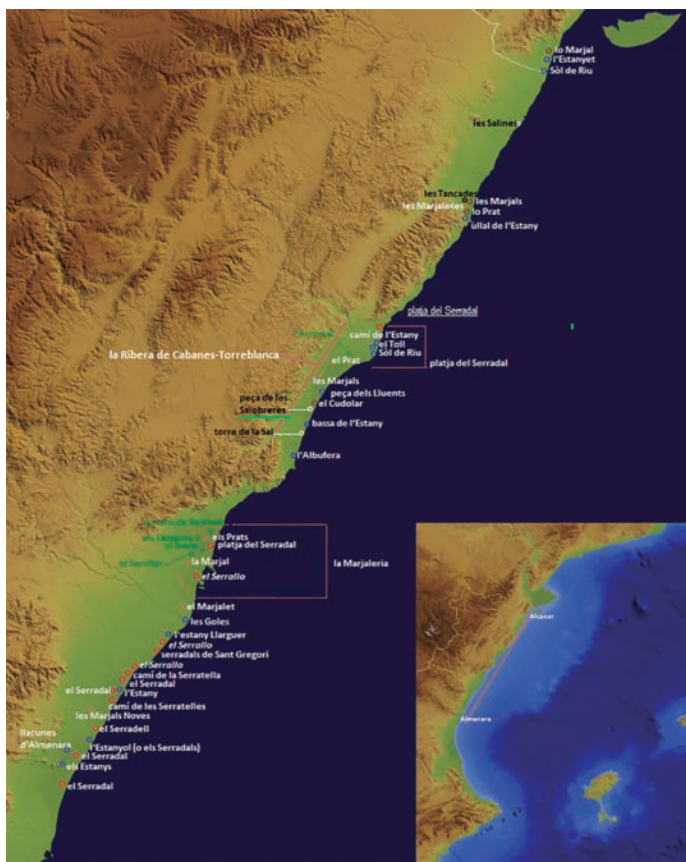 lo Marjal
l'Estanyet
Sòl de Riu
les Salines
les Tancades
les Marjals
les Marjaletes
lo Prat
ullal de l'Estany
platja del Serradal
camí de l'Estany
el Toll
la Ribera de Cabanes-Torreblanca
Sòl de Riu
el Prat
platja del Serradal
les Marjals
peça de les
peça dels Lluents
Salobreres
el Cudolar
bassa de l'Estany
torre de la Sal
l'Albufera
els Prats
platja del Serradal
la Marjal
la Marjaleria
el Serrallo
el Marjalet
les Goles
l'estany Llarguer
el Serrallo
serradals de Sant Gregori
el Serrallo
camí de la Serratella
el Serradal
el Serradal
l'Estany
camí de les Serratelles
les Marjals Noves
el Serradell
llacunes
d'Almenara
l'Estanyol (o els Serradals)
el Serradal
els Estanys
el Serradal
Alcanar
Almenara